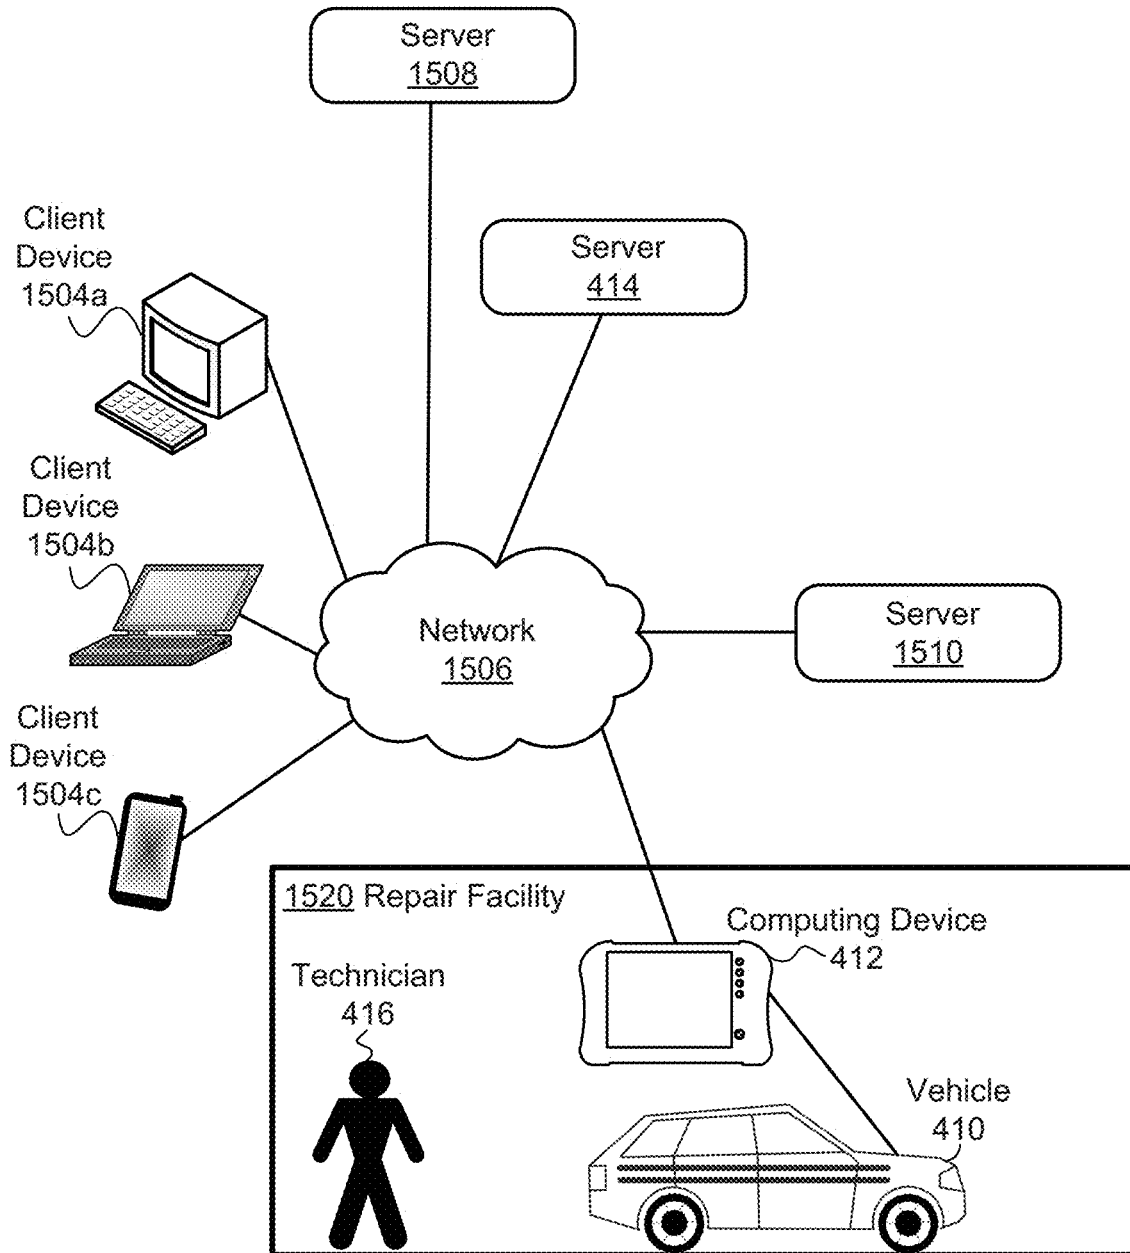 Server
1508
Server
414
Client
Device
1504a
Client
Device
1504b
Network
1506
Server
1510
Client
Device
1504c
1520 Repair Facility
Computing Device
412
Technician
416
Vehicle
410